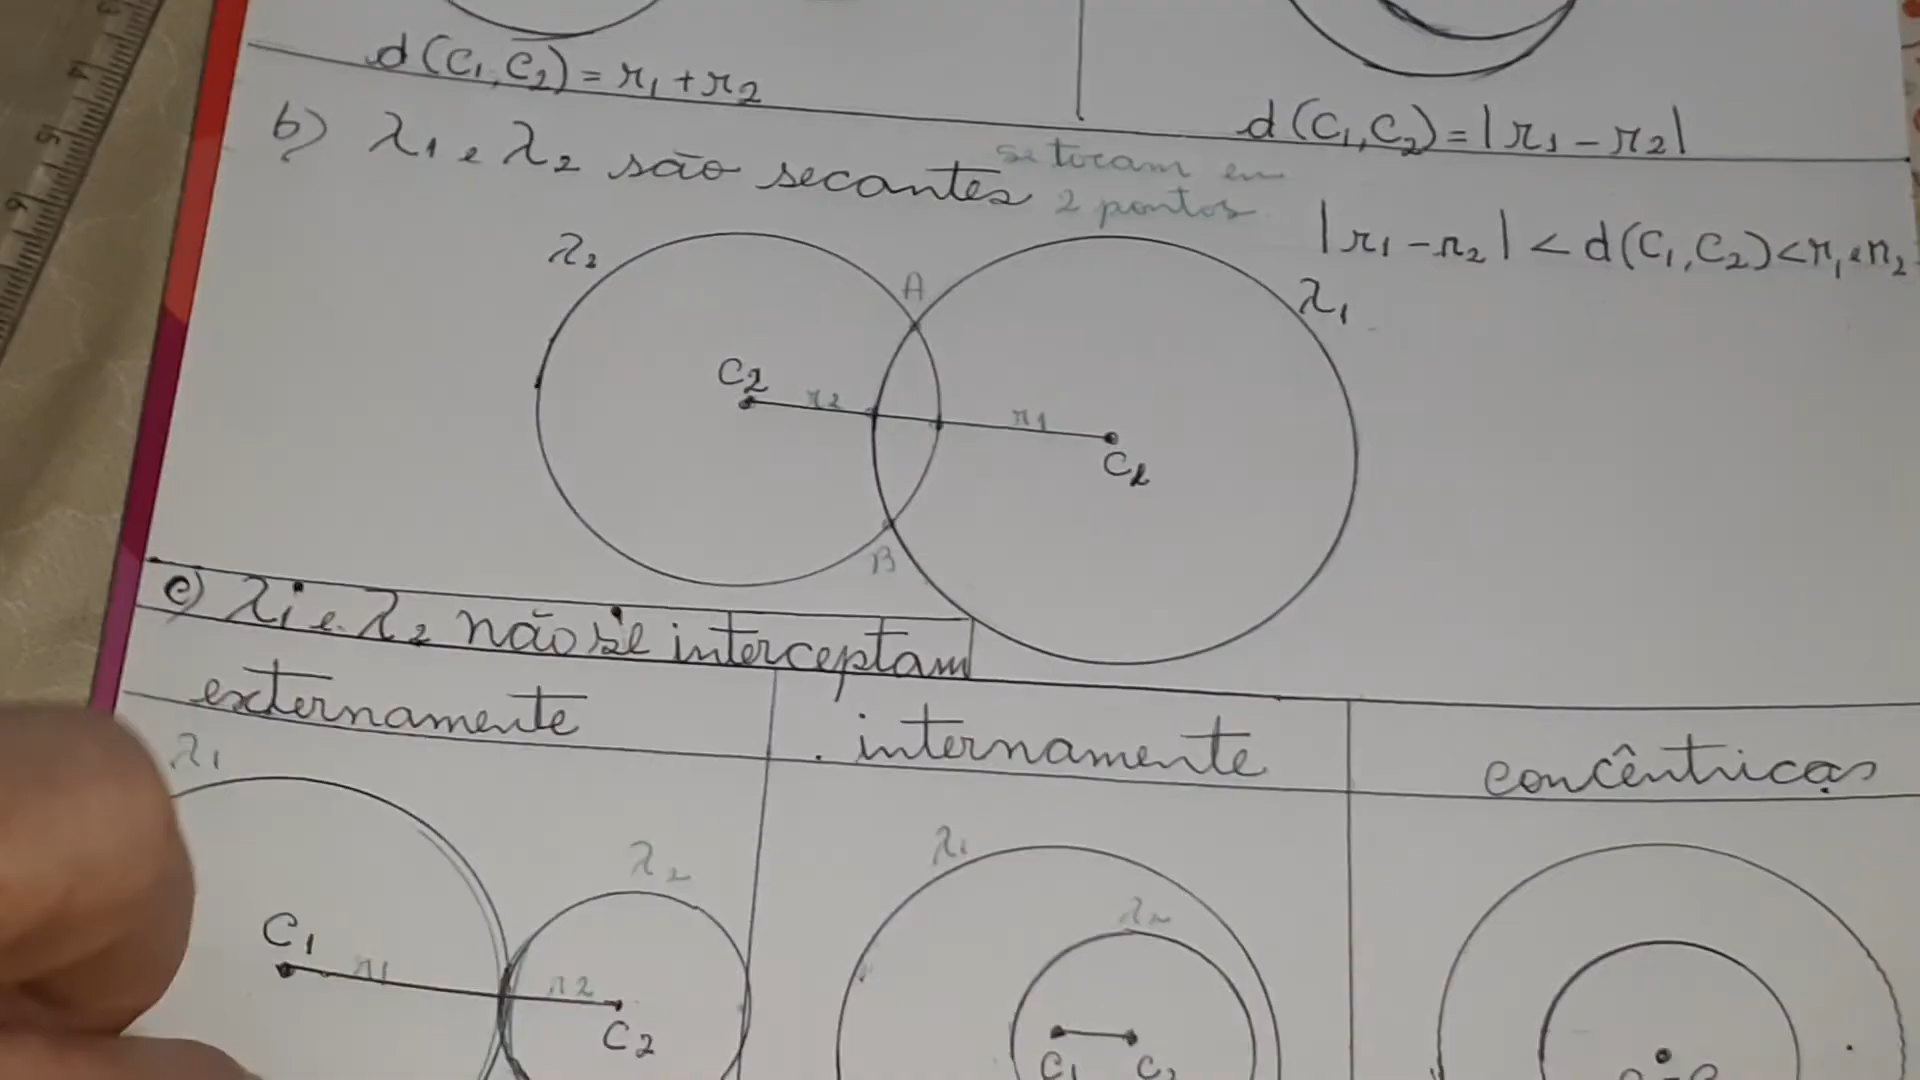 d(C₁, C₂) = r₁ + r₂
d(C₁, C₂) = |r₁ - r₂|
b) λ₁ e λ₂ são secantes se tocam em
2 pontos
|r₁ - r₂| < d(C₁, C₂) < r₁ e r₂
λ₂
A
λ₁
C₂
r₂
r₁
C₁
B
c) λ₁ e λ₂ não se interceptam
externamente
internamente
concêntricas
λ₁
λ₂
λ₁
λ₂
C₁
r₁
r₂
C₂
C₁
C₂